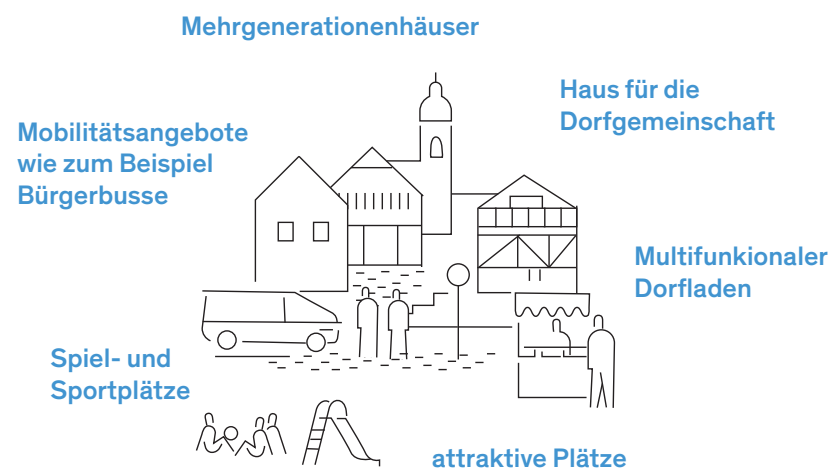 Mehrgenerationenhäuser
Haus für die
Dorfgemeinschaft
Mobilitätsangebote
wie zum Beispiel
Bürgerbusse
Multifunkionaler
Dorfladen
Spiel- und
Sportplätze
attraktive Plätze